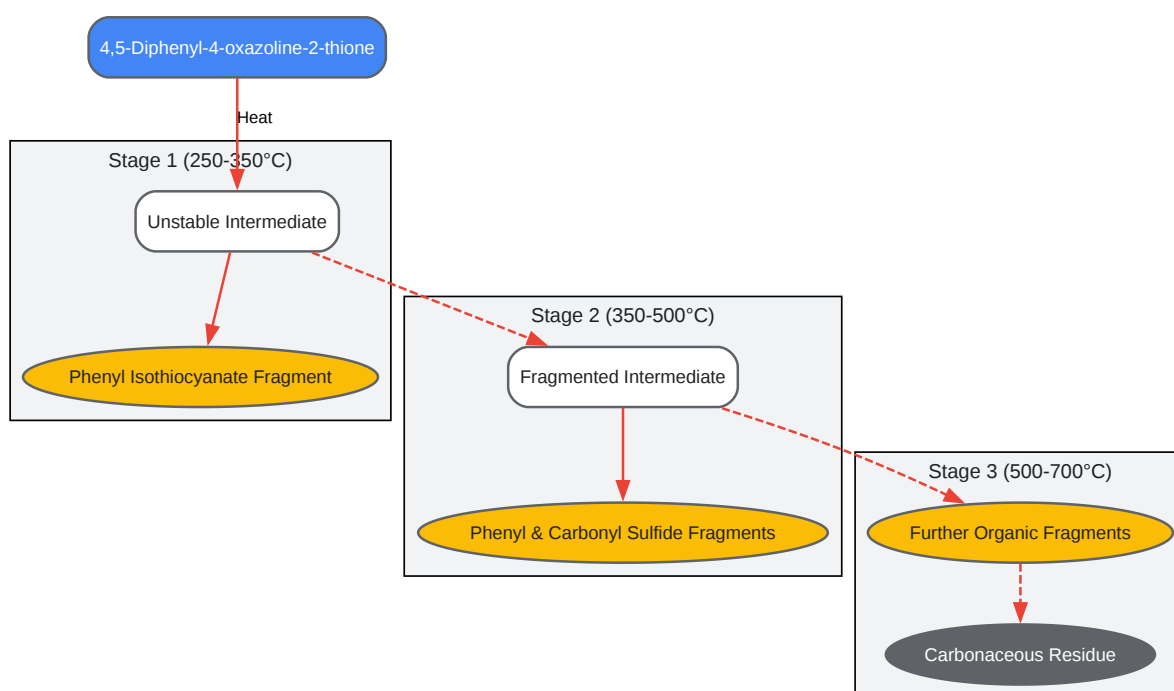 4,5-Diphenyl-4-oxazoline-2-thione
Heat
Stage 1 (250-350°C)
Unstable Intermediate
Phenyl Isothiocyanate Fragment
Stage 2 (350-500°C)
Fragmented Intermediate
Phenyl & Carbonyl Sulfide Fragments
Stage 3 (500-700°C)
Further Organic Fragments
Carbonaceous Residue